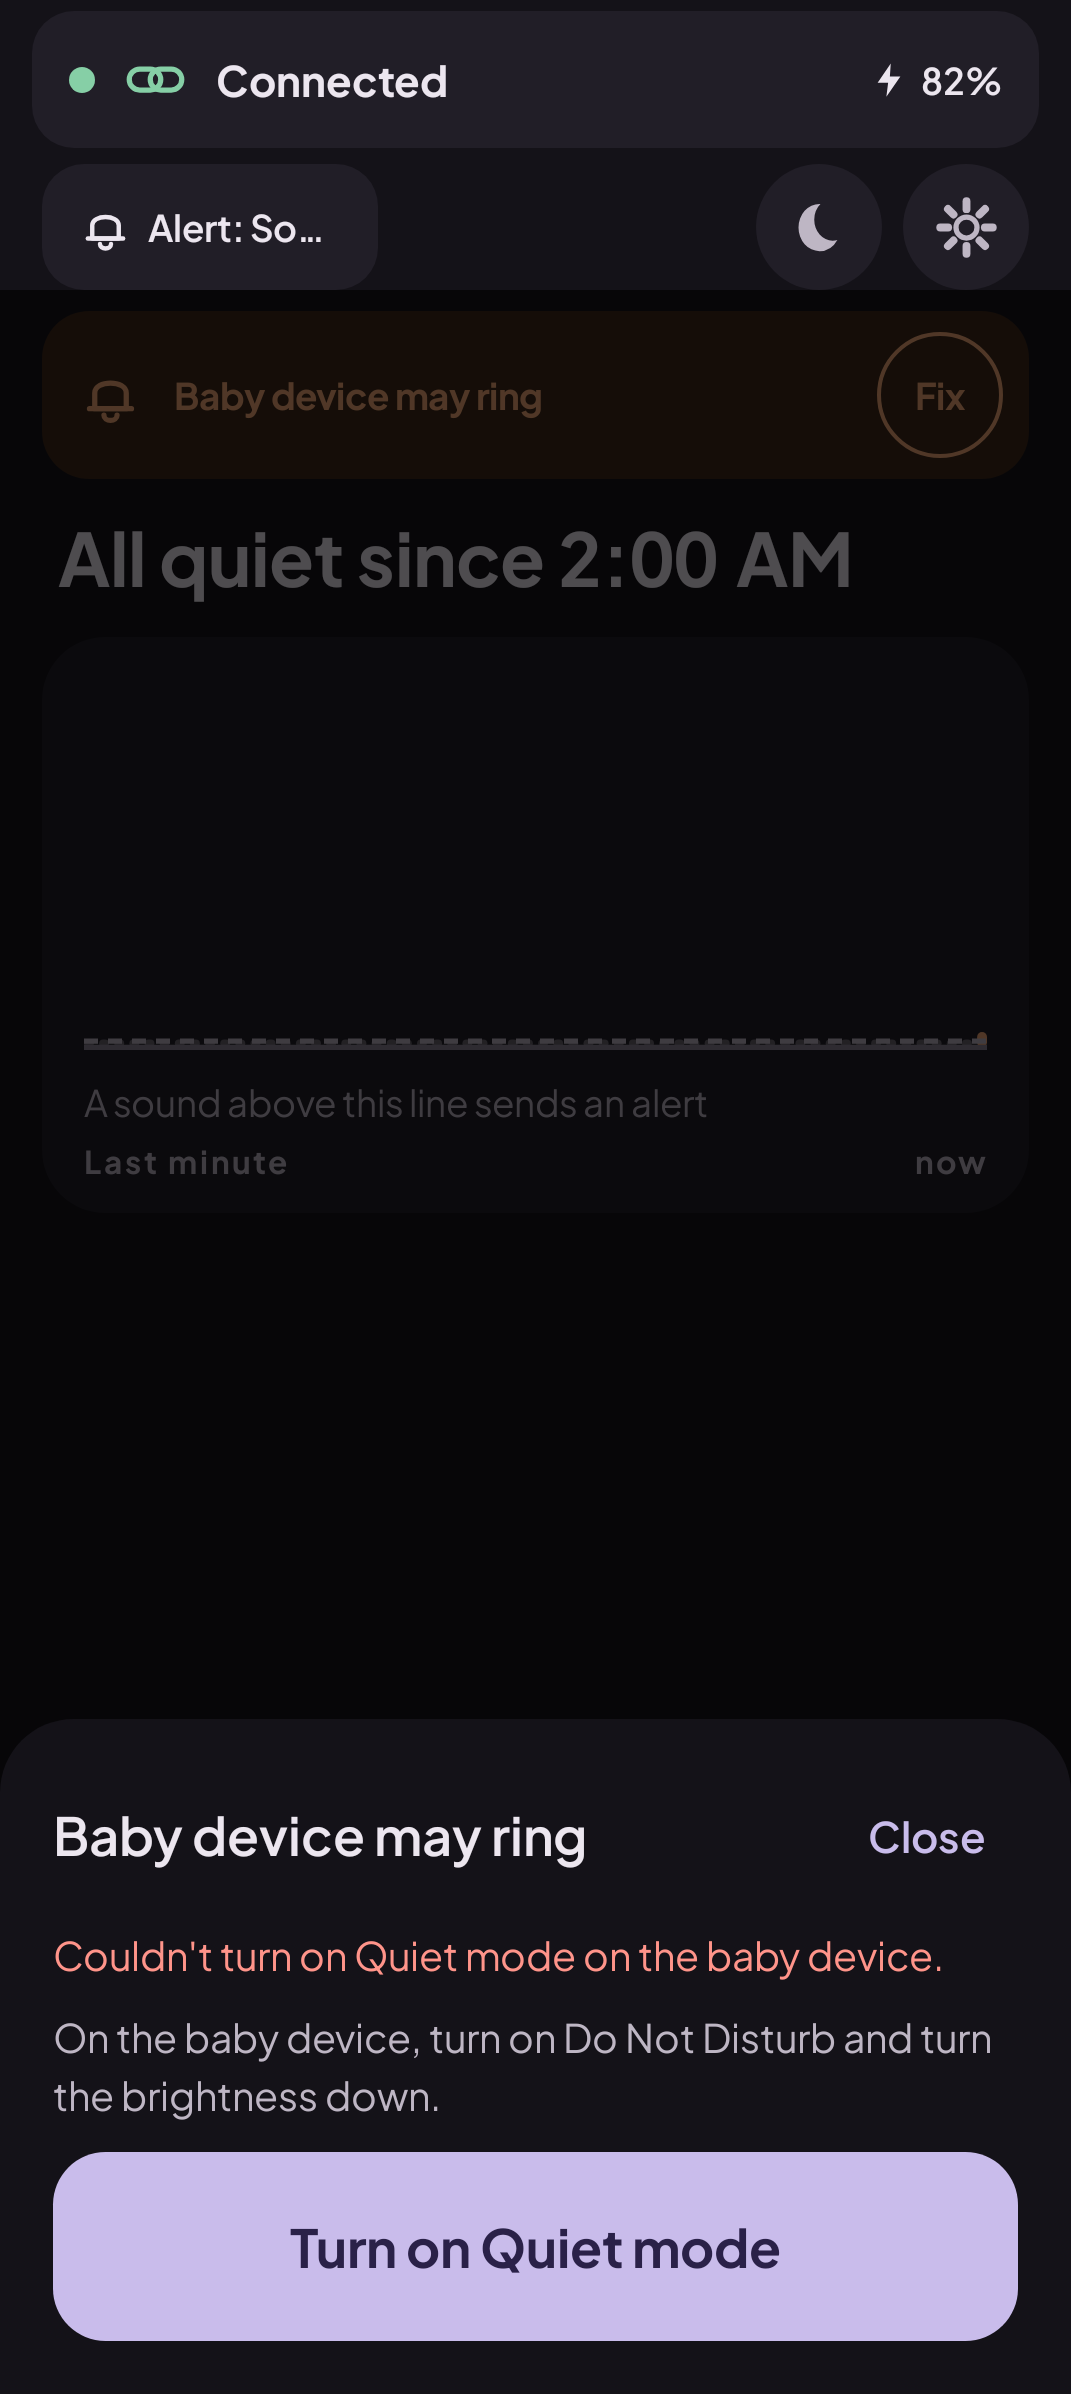 Connected
82%
Alert: So...
Baby device may ring
Fix
All quiet since 2:00 AM
A sound above this line sends an alert
Last minute
now
Baby device may ring
Close
Couldn't turn on Quiet mode on the baby device.
On the baby device, turn on Do Not Disturb and turn
the brightness down.
Turn on Quiet mode